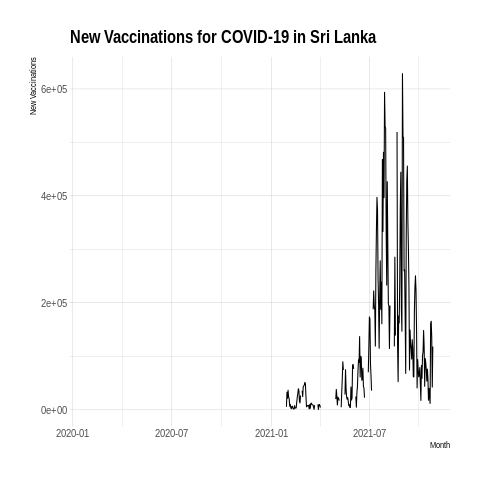 New Vaccinations for COVID-19 in Sri Lanka
New Vaccinations
6e+05
4e+05
2e+05
0e+00
2020-01
2020-07
2021-01
2021-07
Month